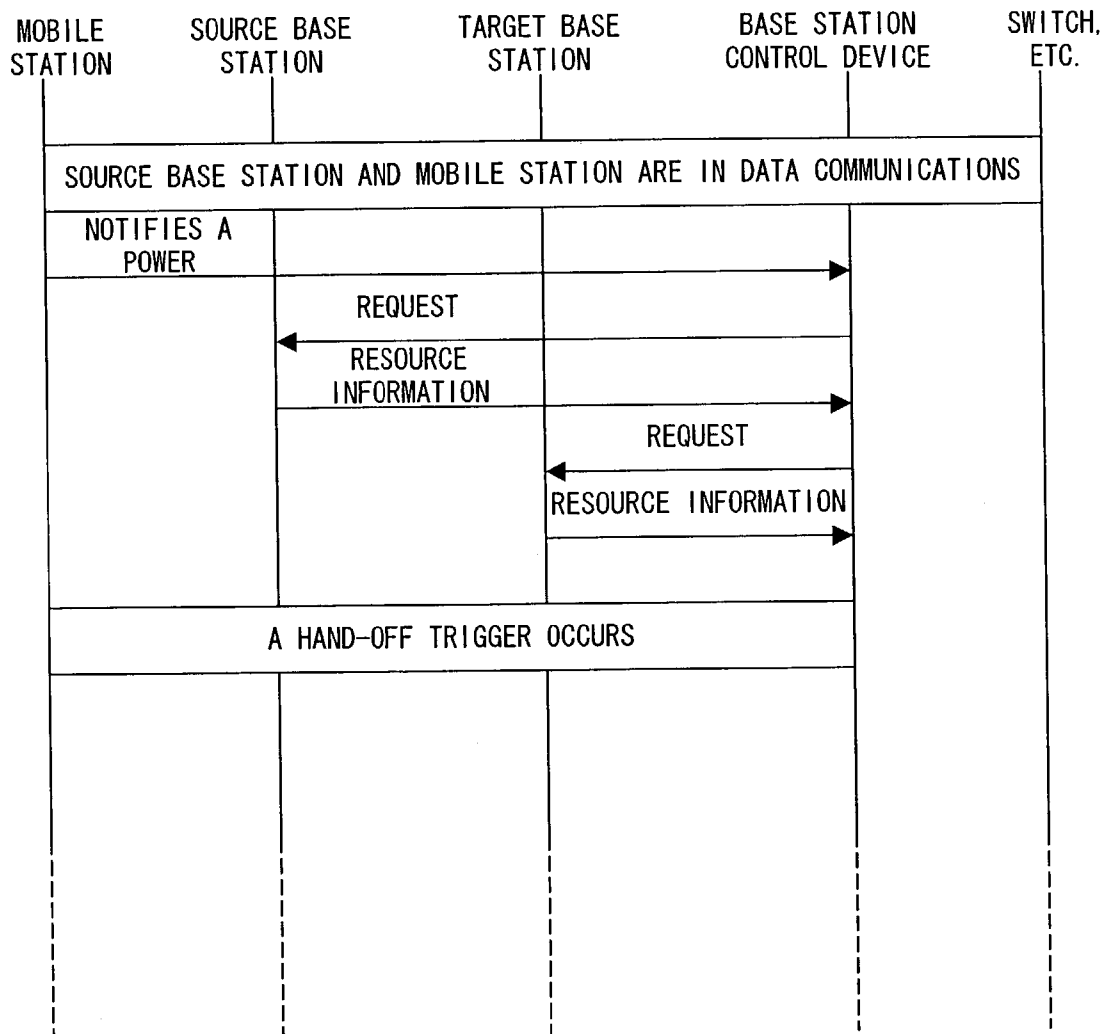 MOBILE
STATION
SOURCE BASE
STATION
TARGET BASE
STATION
BASE STATION
CONTROL DEVICE
SWITCH,
ETC.
SOURCE BASE STATION AND MOBILE STATION ARE IN DATA COMMUNICATIONS
NOTIFIES A
POWER
REQUEST
RESOURCE
INFORMATION
REQUEST
RESOURCE INFORMATION
A HAND-OFF TRIGGER OCCURS